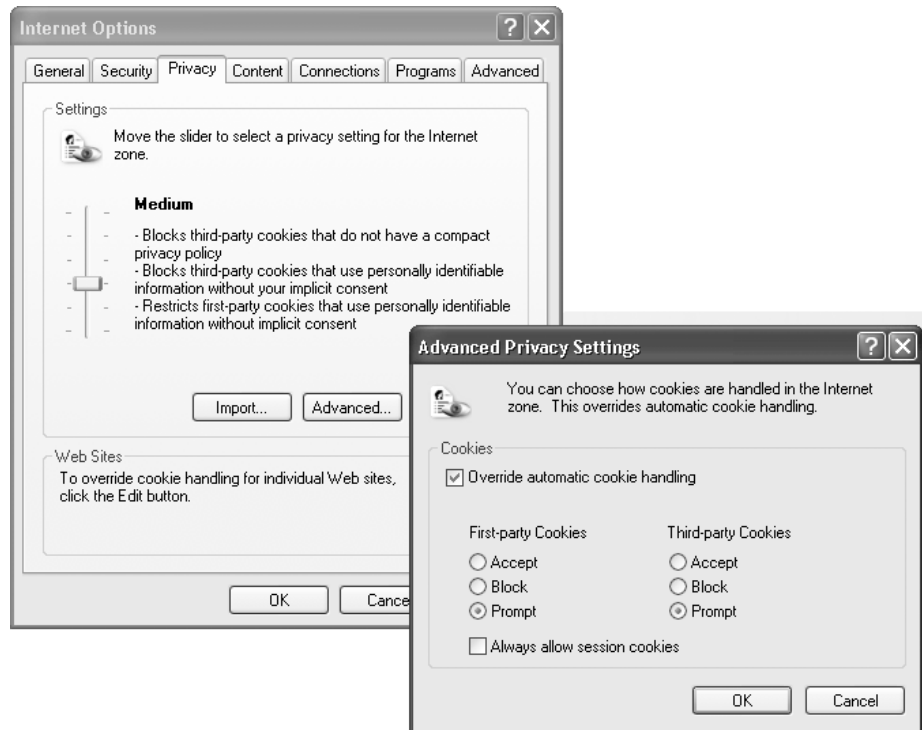 Internet Options
General Security Privacy Content Connections Programs Advanced
Settings
Move the slider to select a privacy setting for the Internet
zone.
Medium
- Blocks third-party cookies that do not have a compact
privacy policy
- Blocks third-party cookies that use personally identifiable
information without your implicit consent
- Restricts first-party cookies that use personally identifiable
information without implicit consent
Import... Advanced...
Web Sites
To override cookie handling for individual Web sites,
click the Edit button.
OK Cance
Advanced Privacy Settings
You can choose how cookies are handled in the Internet
zone. This overrides automatic cookie handling.
Cookies
Override automatic cookie handling
First-party Cookies Third-party Cookies
Accept Accept
Block Block
Prompt Prompt
Always allow session cookies
OK Cancel